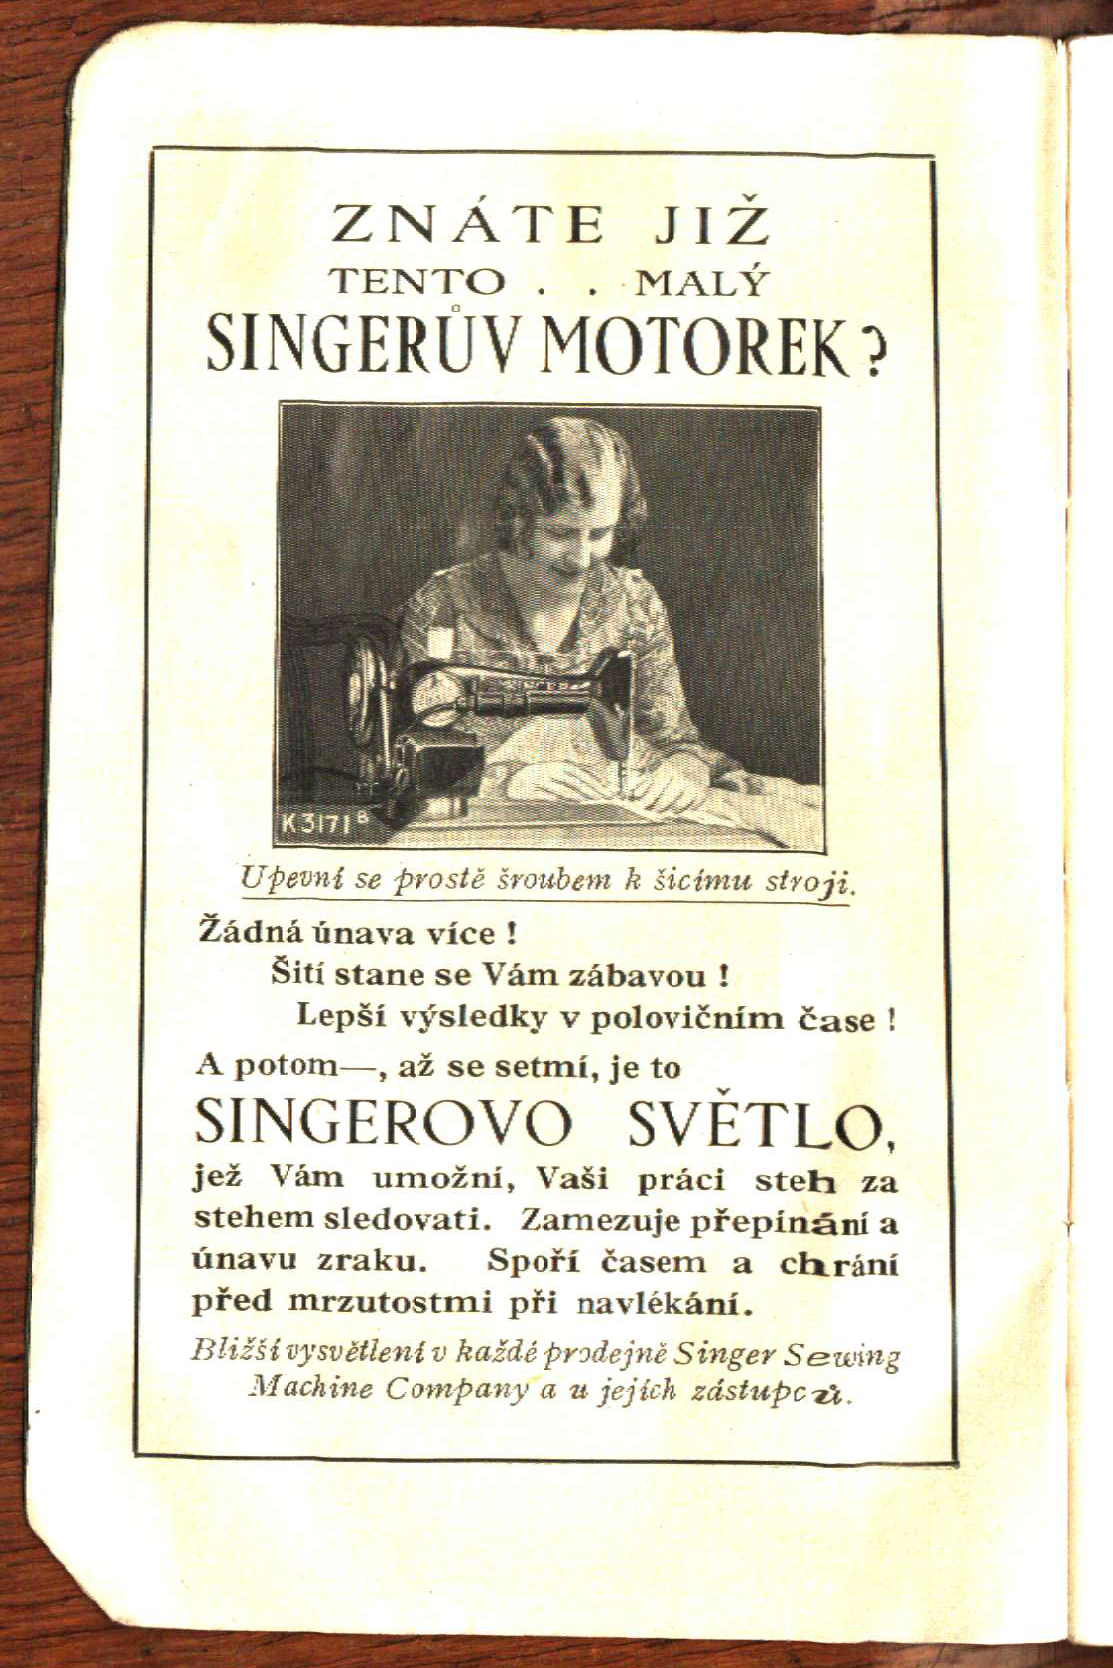 ZNÁTE JIŽ
TENTO . . MALÝ
SINGERŮV MOTOREK?
SINGER
K3171B
Upevní se prostě šroubem k šicímu stroji.
Žádná únava více !
Šití stane se Vám zábavou !
Lepší výsledky v polovičním čase !
A potom—, až se setmí, je to
SINGEROVO SVĚTLO,
jež Vám umožní, Vaši práci steh za
stehem sledovati. Zamezuje přepínání a
únavu zraku. Spoří časem a chrání
před mrzutostmi při navlékání.
Bližší vysvětlení v každé prodejně Singer Sewing
Machine Company a u jejích zástupců.